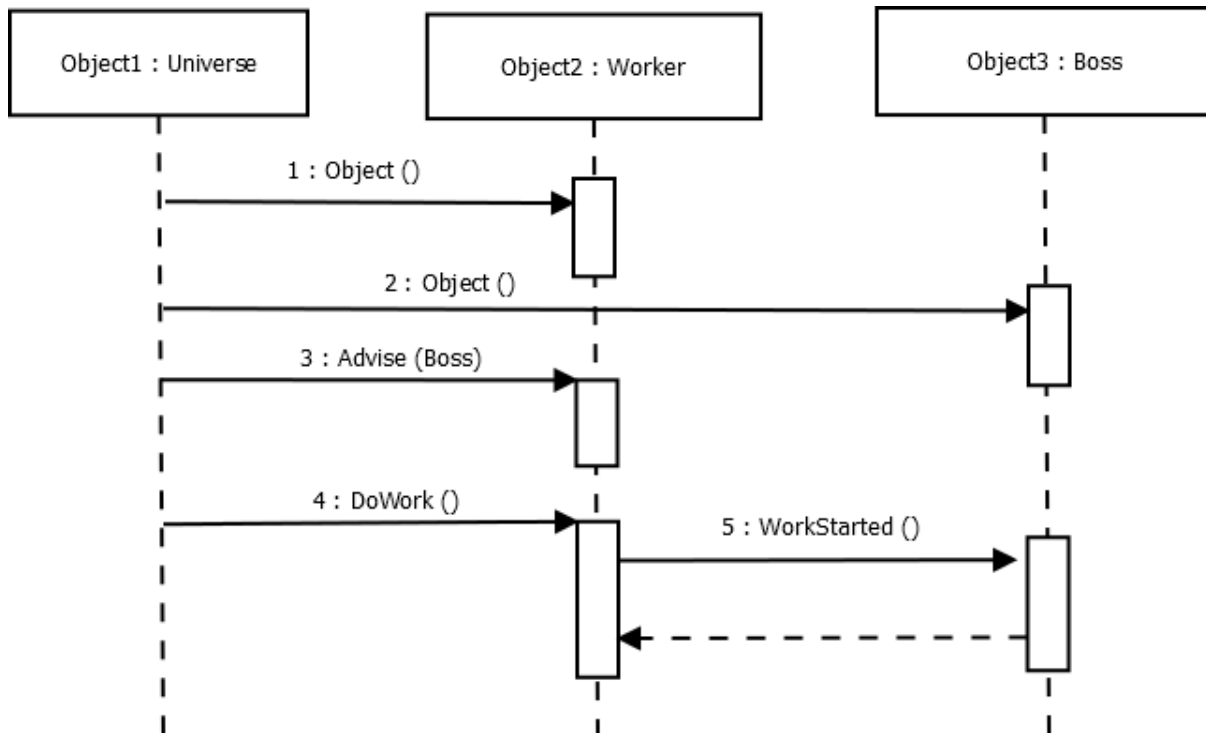 Object1 : Universe
Object2 : Worker
Object3 : Boss
1 : Object ()
2 : Object ()
3 : Advise (Boss)
4 : DoWork ()
5 : WorkStarted ()